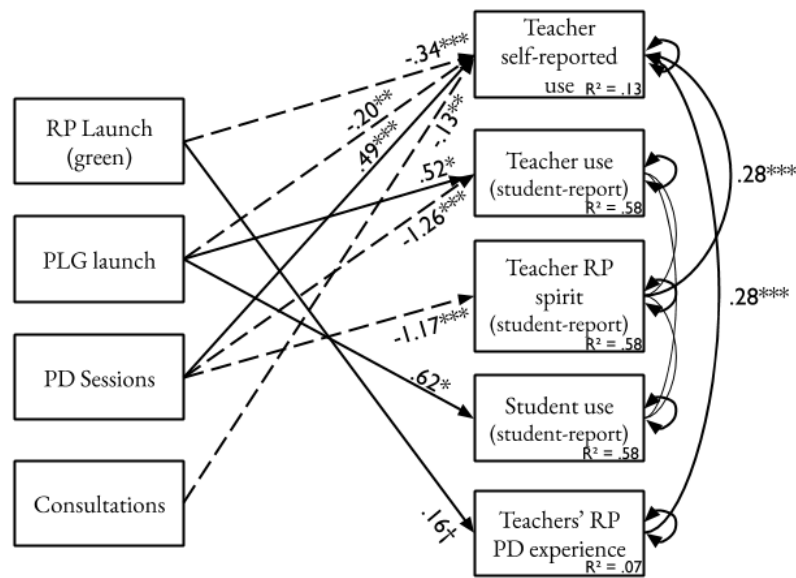 RP Launch
(green)
PLG launch
PD Sessions
Consultations
-.34***
-.20**
.49***
-.13**
.52*
-1.26***
-1.17***
.62*
.16†
Teacher
self-reported
use R² = .13
Teacher use
(student-report)
R² = .58
Teacher RP
spirit
(student-report)
R² = .58
Student use
(student-report)
R² = .58
Teachers' RP
PD experience
R² = .07
.28***
.28***